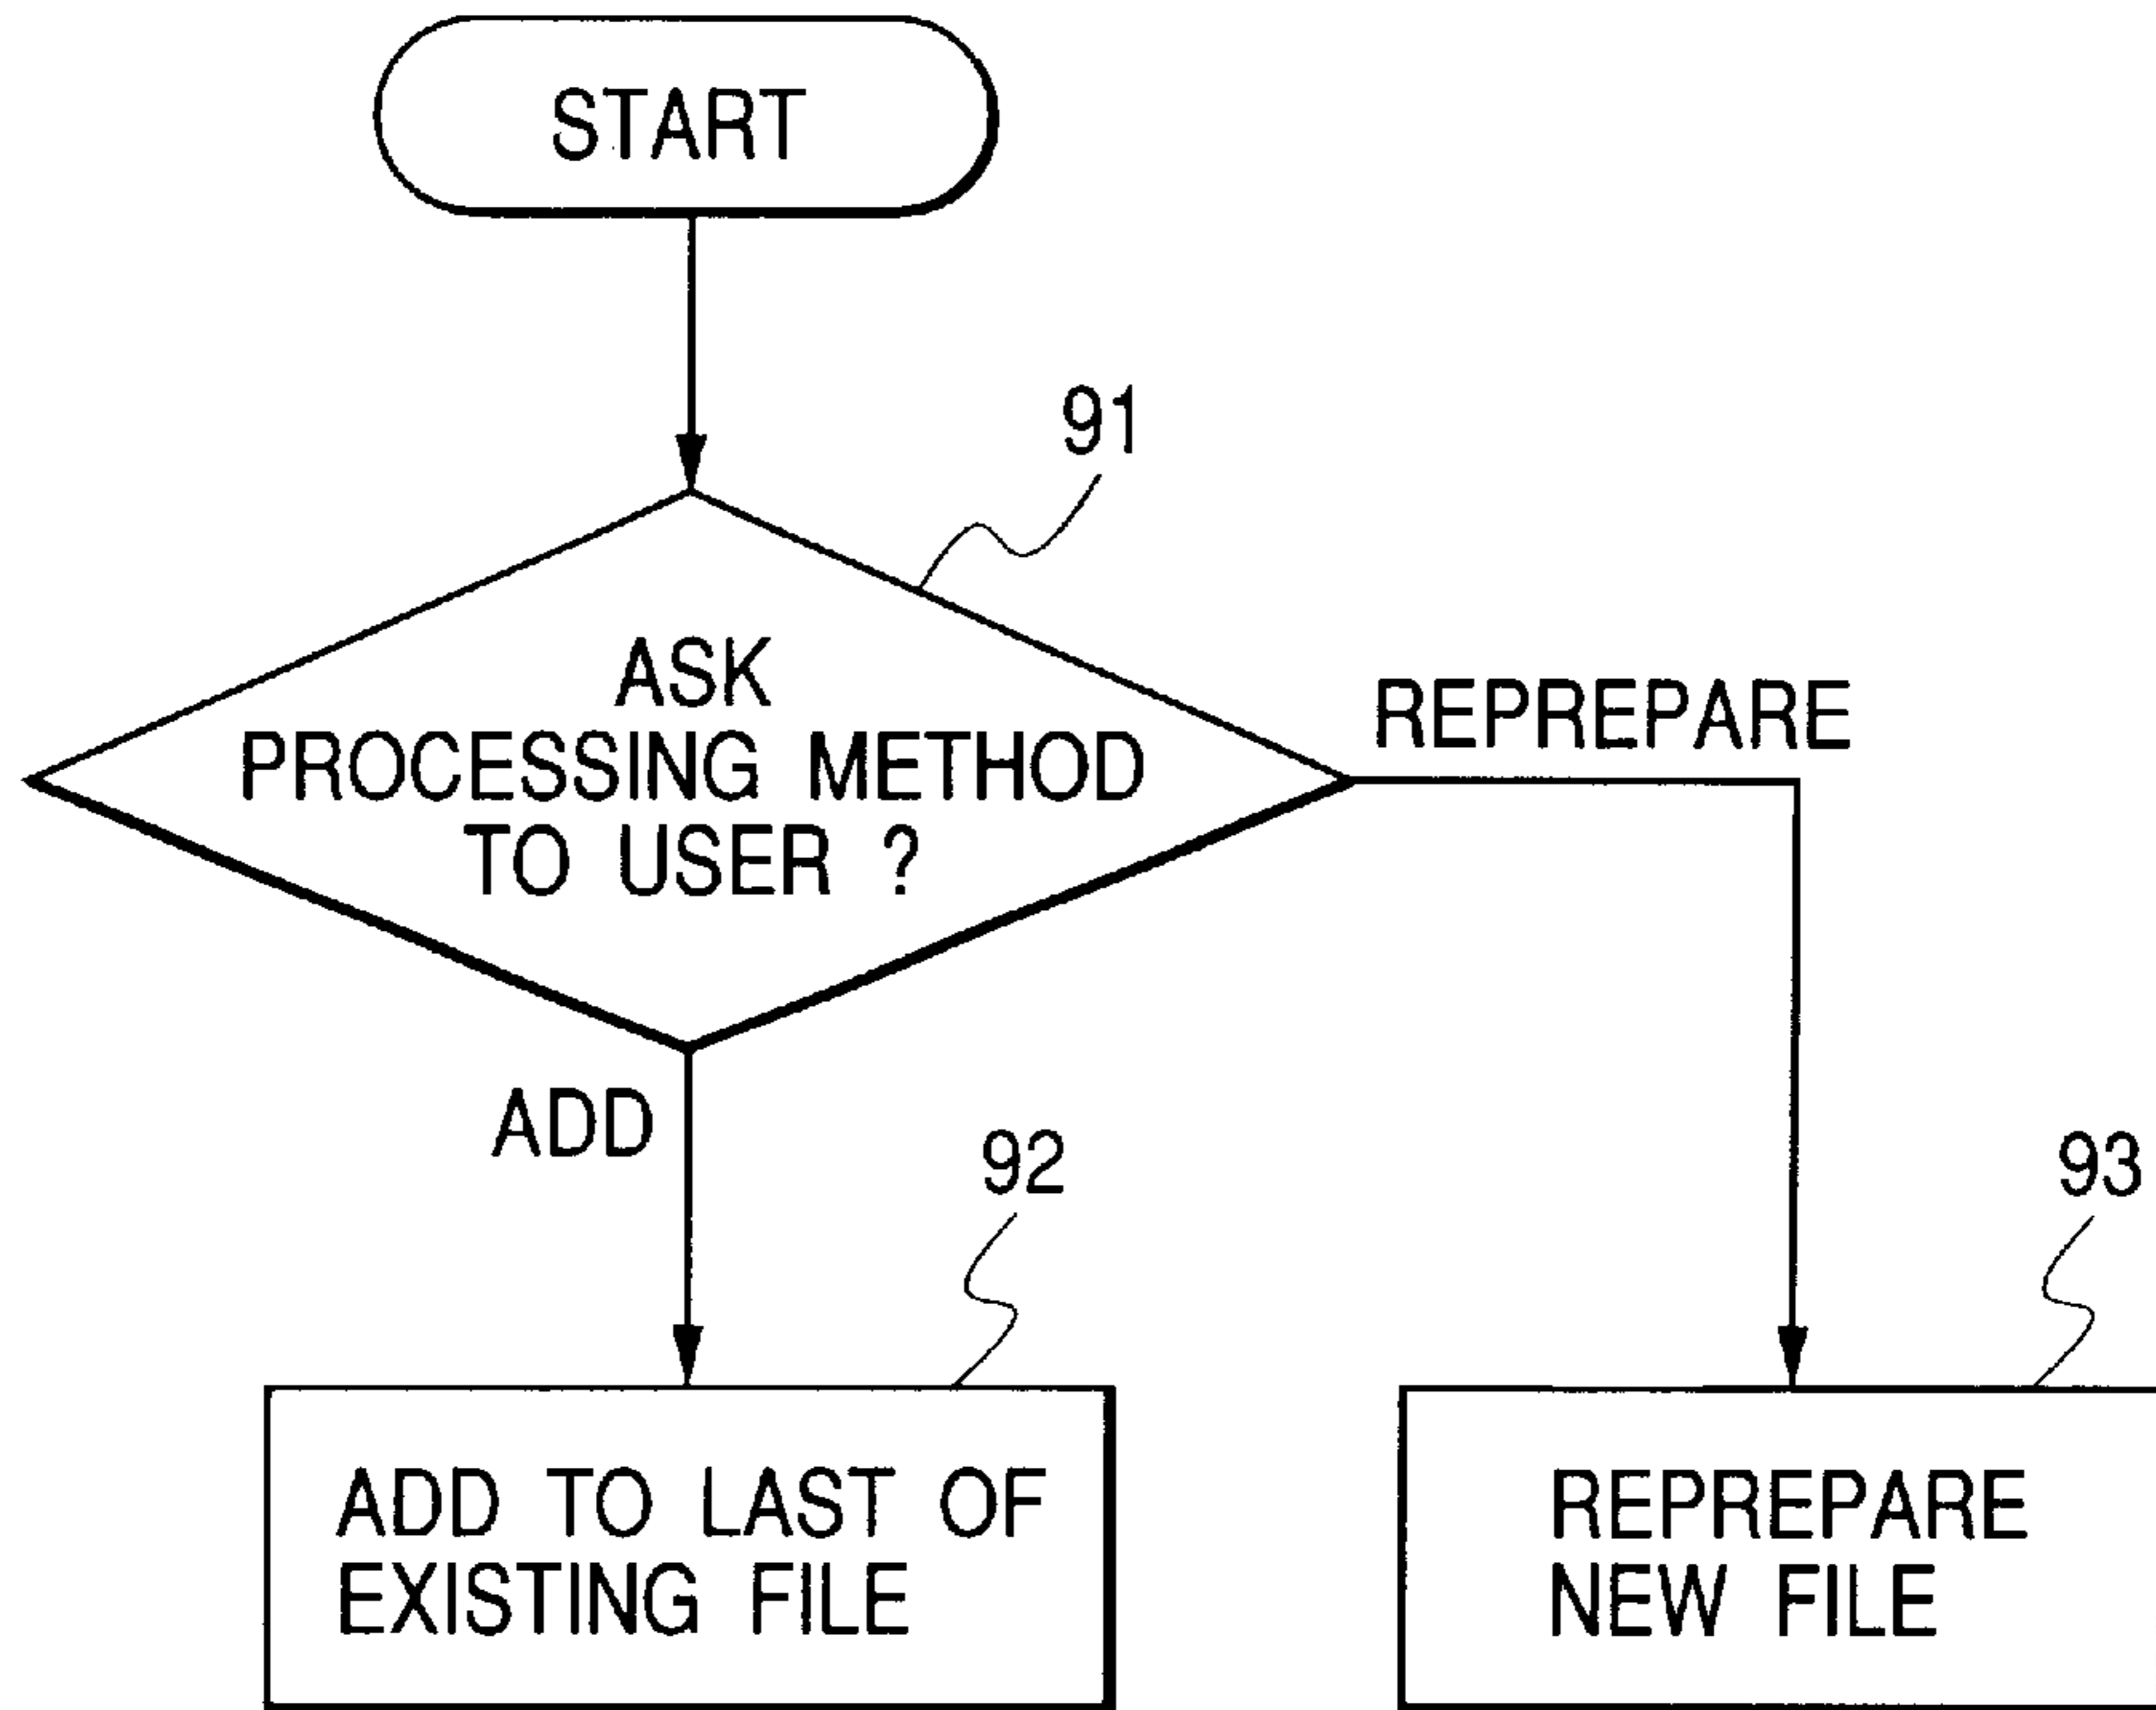 START
91
ASK
PROCESSING METHOD
TO USER ?
REPREPARE
ADD
92
93
ADD TO LAST OF
EXISTING FILE
REPREPARE
NEW FILE